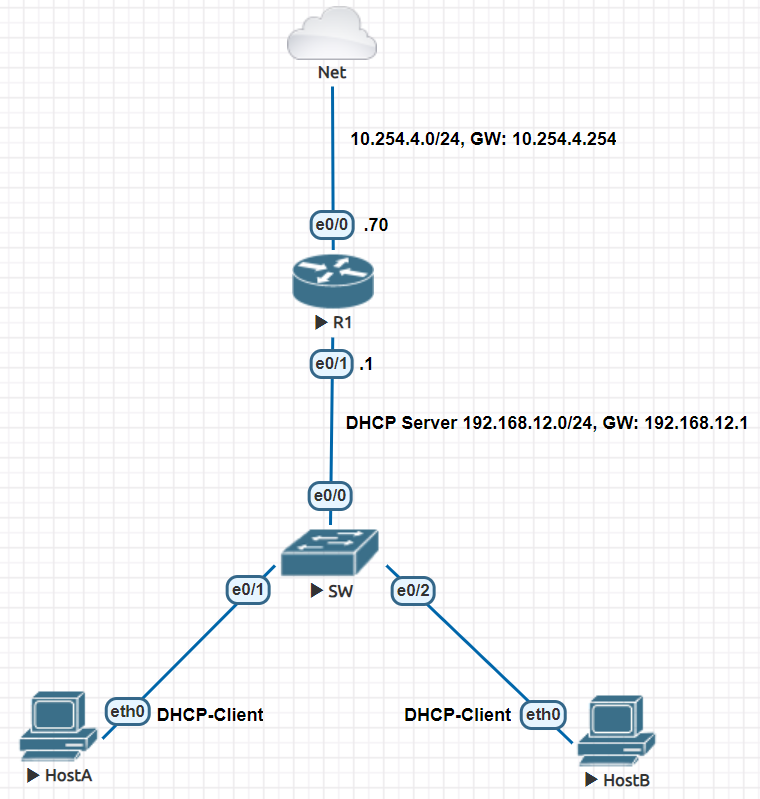 Net
10.254.4.0/24, GW: 10.254.4.254
e0/0 .70
R1
e0/1 .1
DHCP Server 192.168.12.0/24, GW: 192.168.12.1
e0/0
SW
e0/1
e0/2
eth0 DHCP-Client
DHCP-Client eth0
HostA
HostB